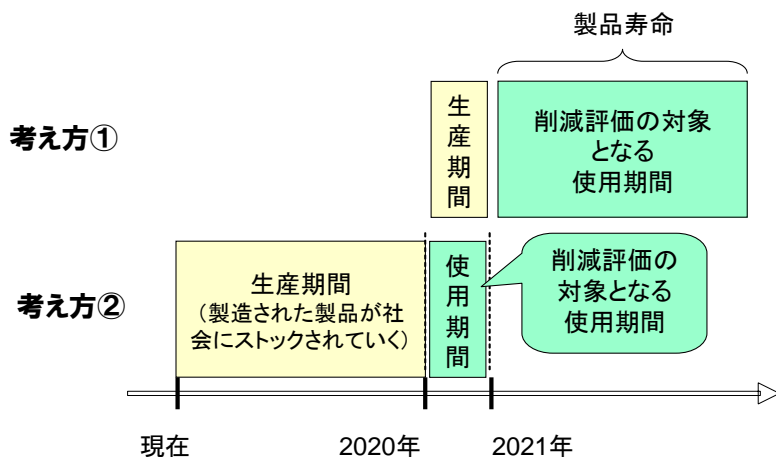 製品寿命
考え方①
生産期間
削減評価の対象
となる
使用期間
考え方②
生産期間
(製造された製品が社
会にストックされていく)
使用期間
削減評価の
対象となる
使用期間
現在
2020年
2021年